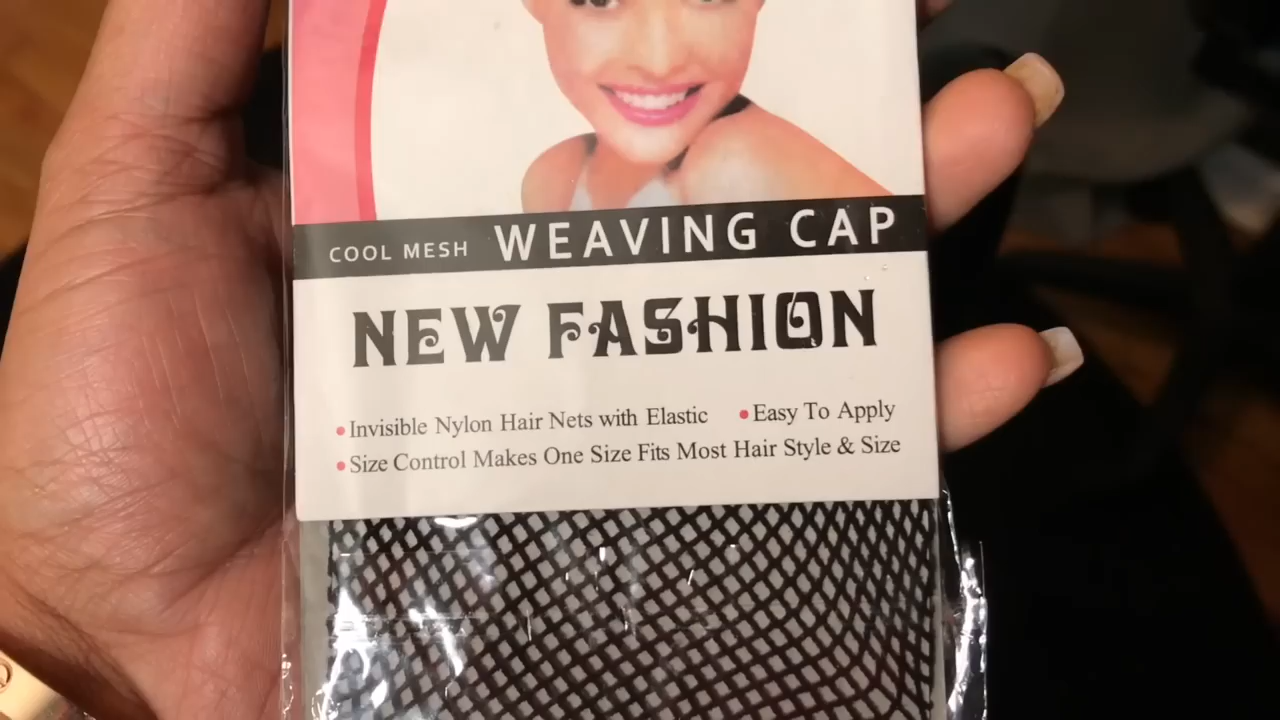 COOL MESH WEAVING CAP
NEW FASHION
•Invisible Nylon Hair Nets with Elastic •Easy To Apply
•Size Control Makes One Size Fits Most Hair Style & Size